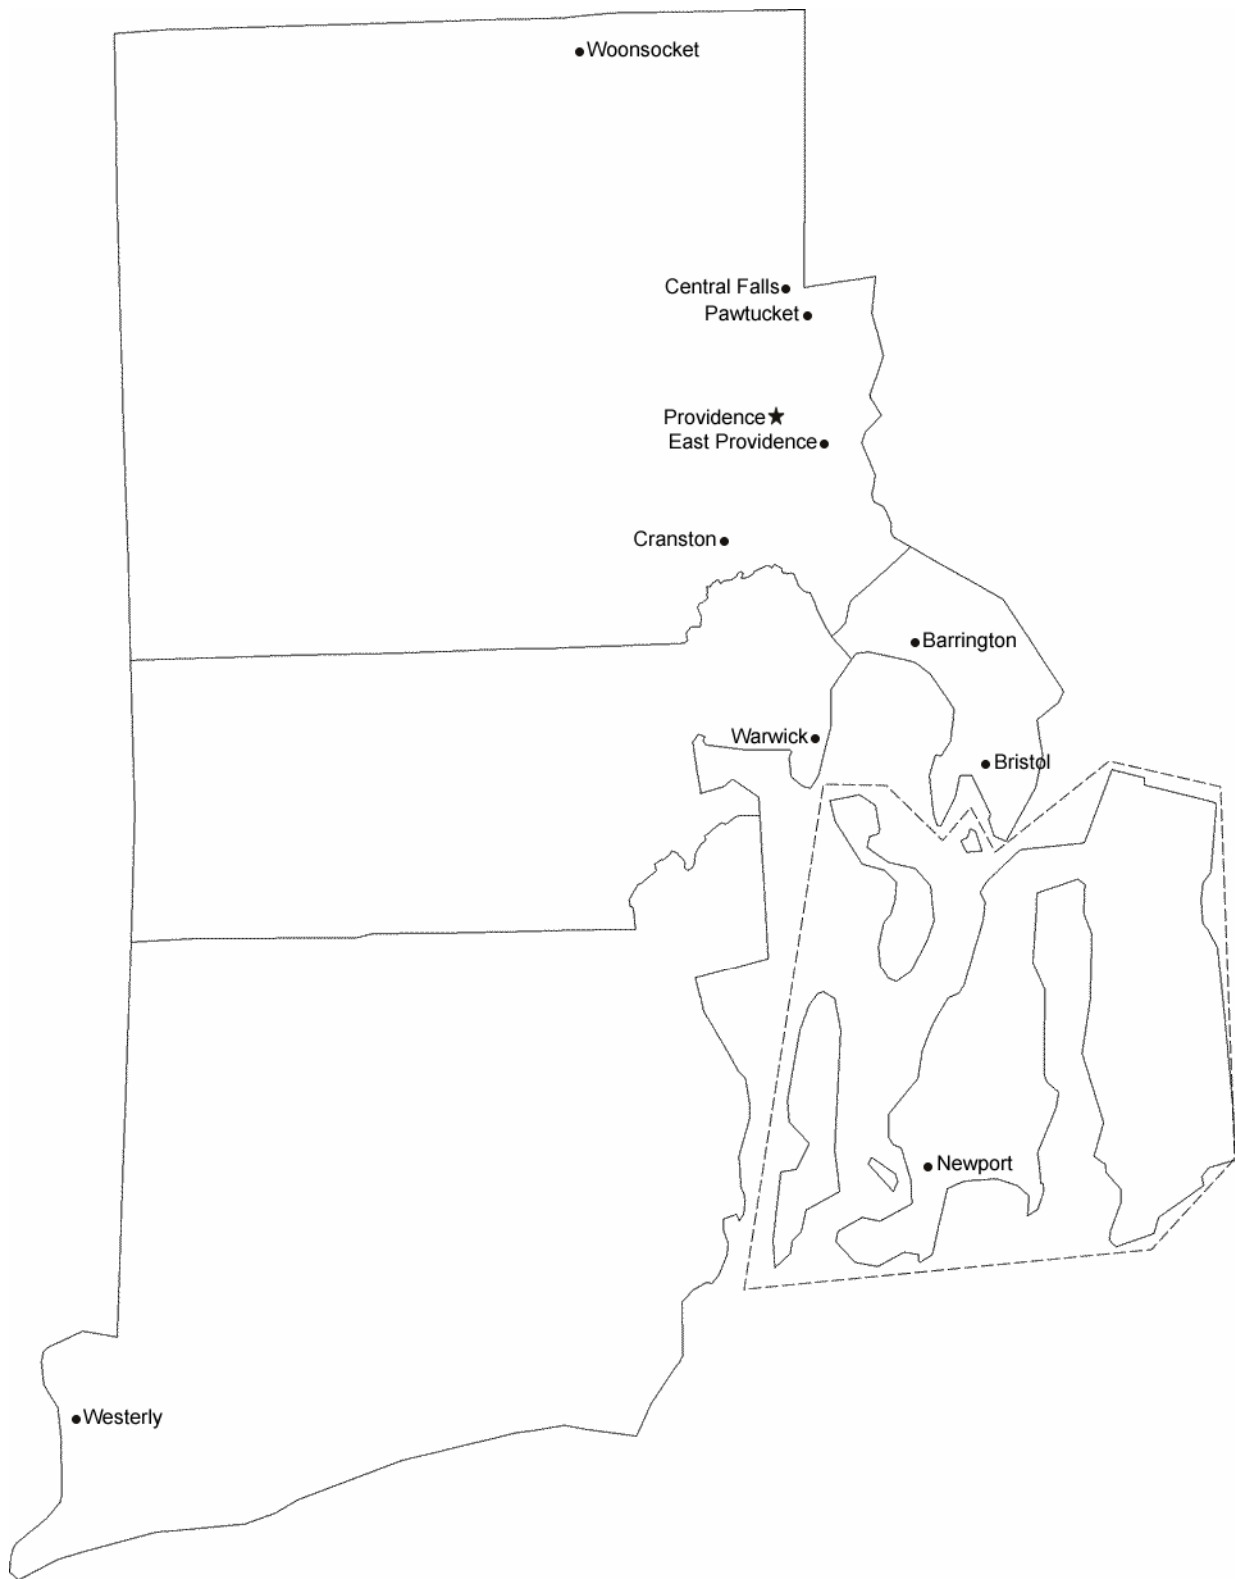 Woonsocket
Central Falls
Pawtucket
Providence
East Providence
Cranston
Barrington
Warwick
Bristol
Newport
Westerly